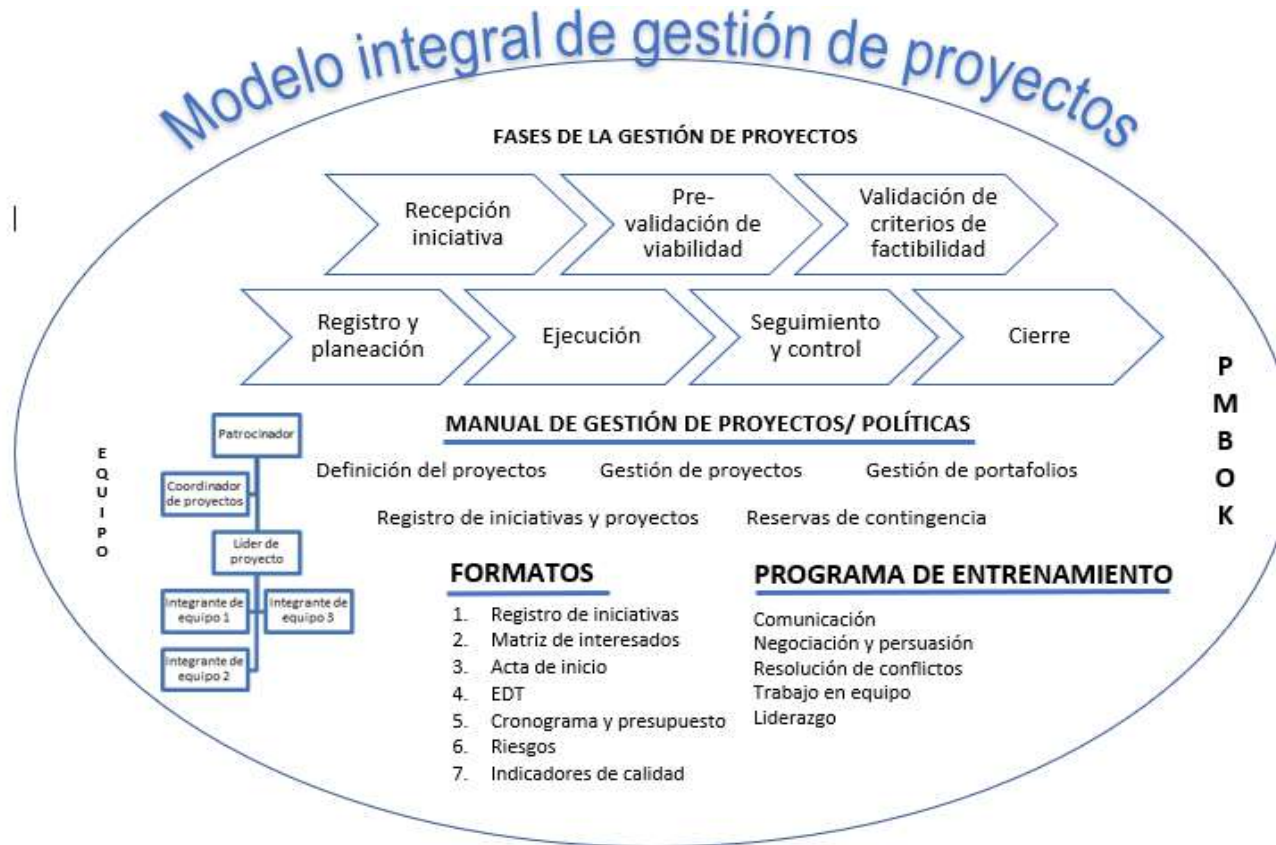 Modelo integral de gestión de proyectos
FASES DE LA GESTIÓN DE PROYECTOS
Recepción
iniciativa
Pre-
validación de
viabilidad
Validación de
criterios de
factibilidad
Registro y
planeación
Ejecución
Seguimiento
y control
Cierre
PMBOK
EQUIPO
Patrocinador
Coordinador
de proyectos
Líder de
proyecto
Integrante de
equipo 1
Integrante de
equipo 3
Integrante de
equipo 2
MANUAL DE GESTIÓN DE PROYECTOS/ POLÍTICAS
Definición del proyectos Gestión de proyectos Gestión de portafolios
Registro de iniciativas y proyectos Reservas de contingencia
FORMATOS
1. Registro de iniciativas
2. Matriz de interesados
3. Acta de inicio
4. EDT
5. Cronograma y presupuesto
6. Riesgos
7. Indicadores de calidad
PROGRAMA DE ENTRENAMIENTO
Comunicación
Negociación y persuasión
Resolución de conflictos
Trabajo en equipo
Liderazgo